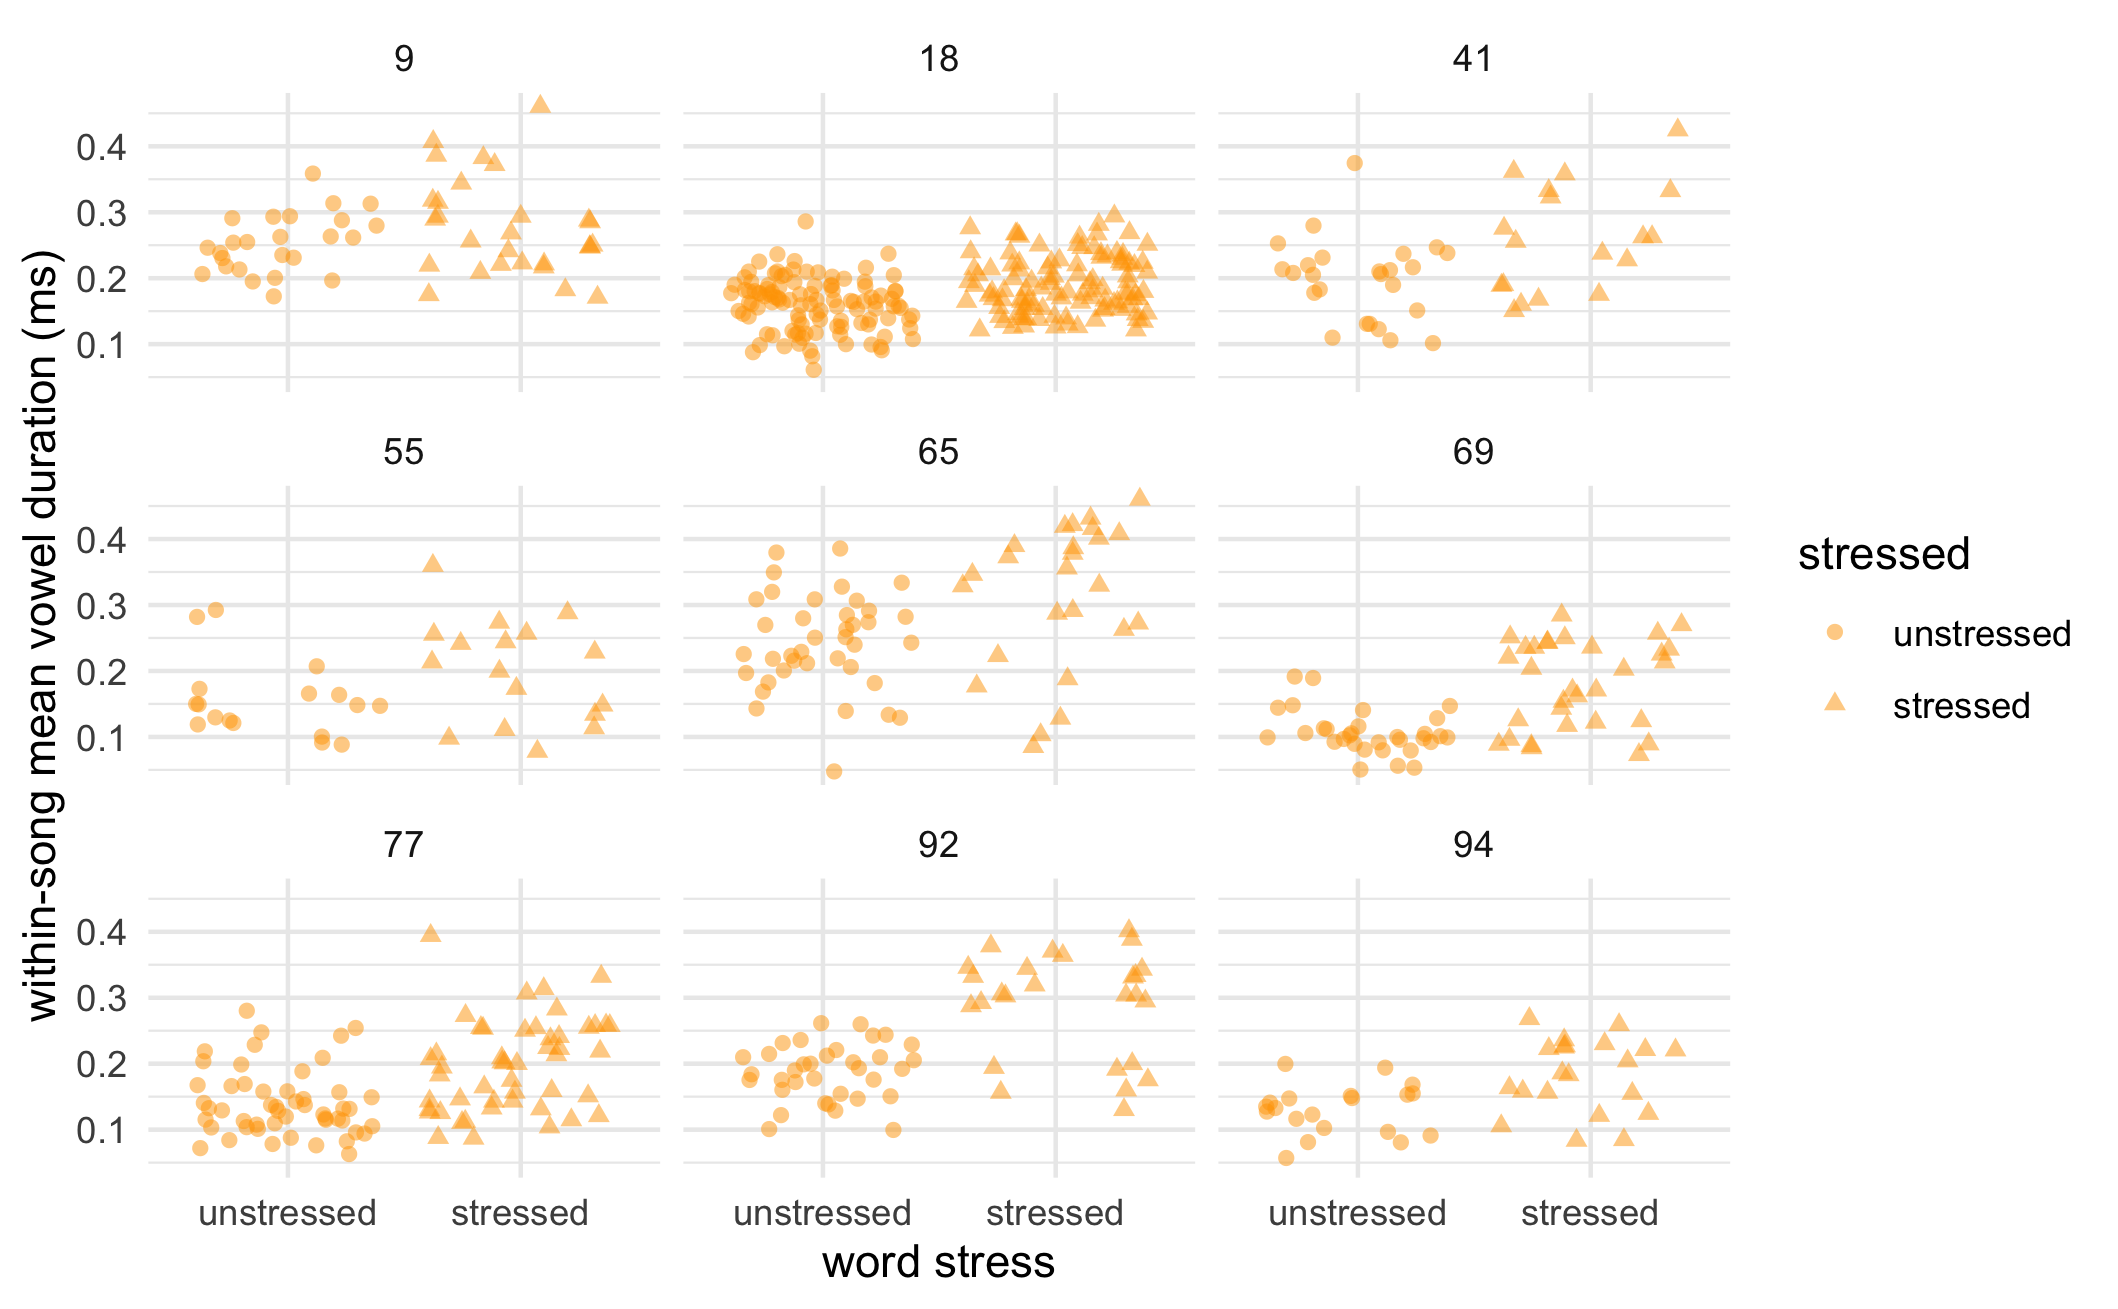 9 18 41
0.4
0.3
0.2
0.1
55 65 69
0.4
0.3
0.2
0.1
77 92 94
0.4
0.3
0.2
0.1
unstressed stressed unstressed stressed unstressed stressed
word stress
within-song mean vowel duration (ms)
stressed
unstressed
stressed